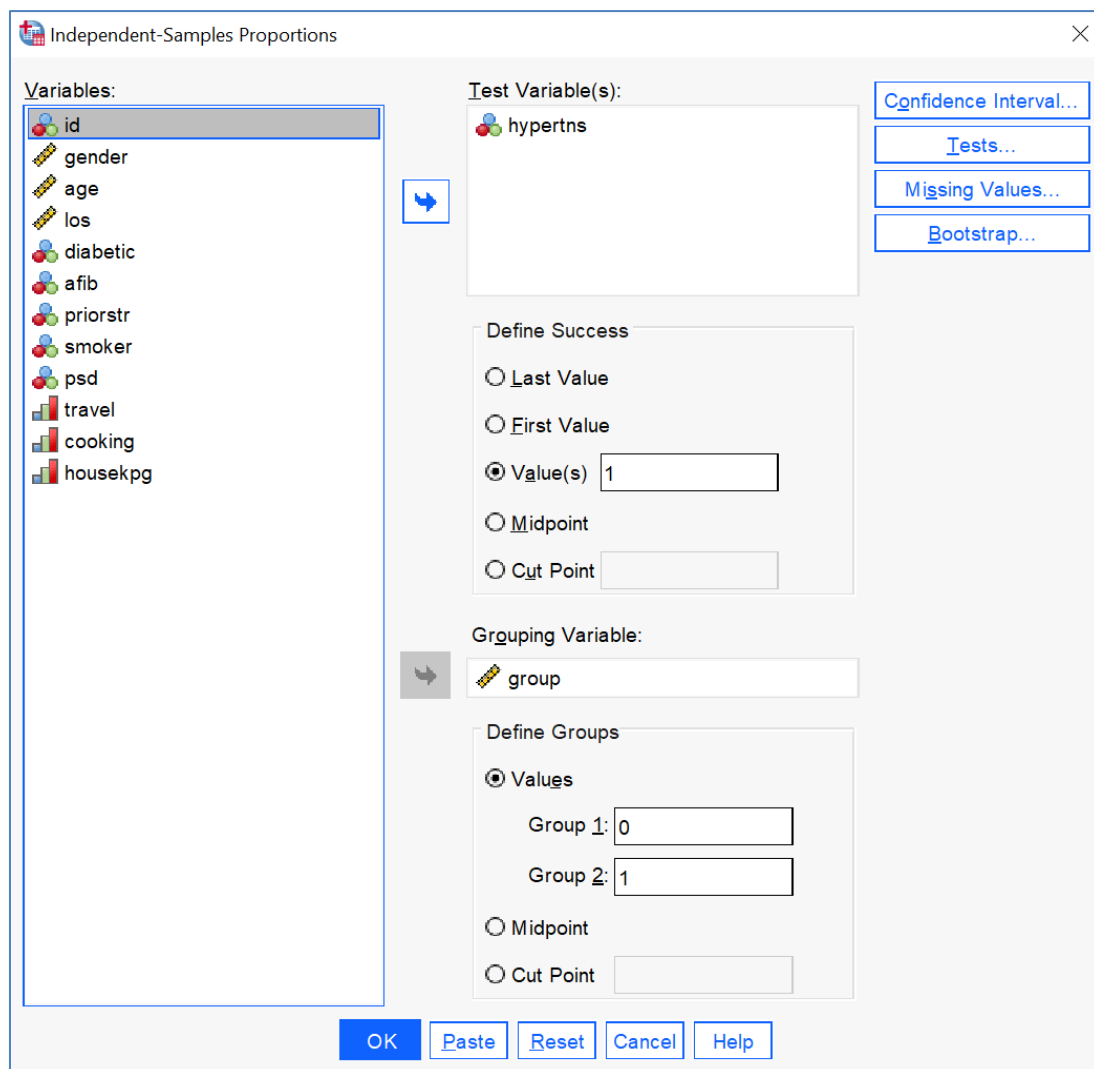 Independent-Samples Proportions
Variables:
id
gender
age
los
diabetic
afib
priorstr
smoker
psd
travel
cooking
housekpg
Test Variable(s):
hypertns
Define Success
Last Value
First Value
Value(s) 1
Midpoint
Cut Point
Grouping Variable:
group
Define Groups
Values
Group 1: 0
Group 2: 1
Midpoint
Cut Point
Confidence Interval...
Tests...
Missing Values...
Bootstrap...
OK Paste Reset Cancel Help